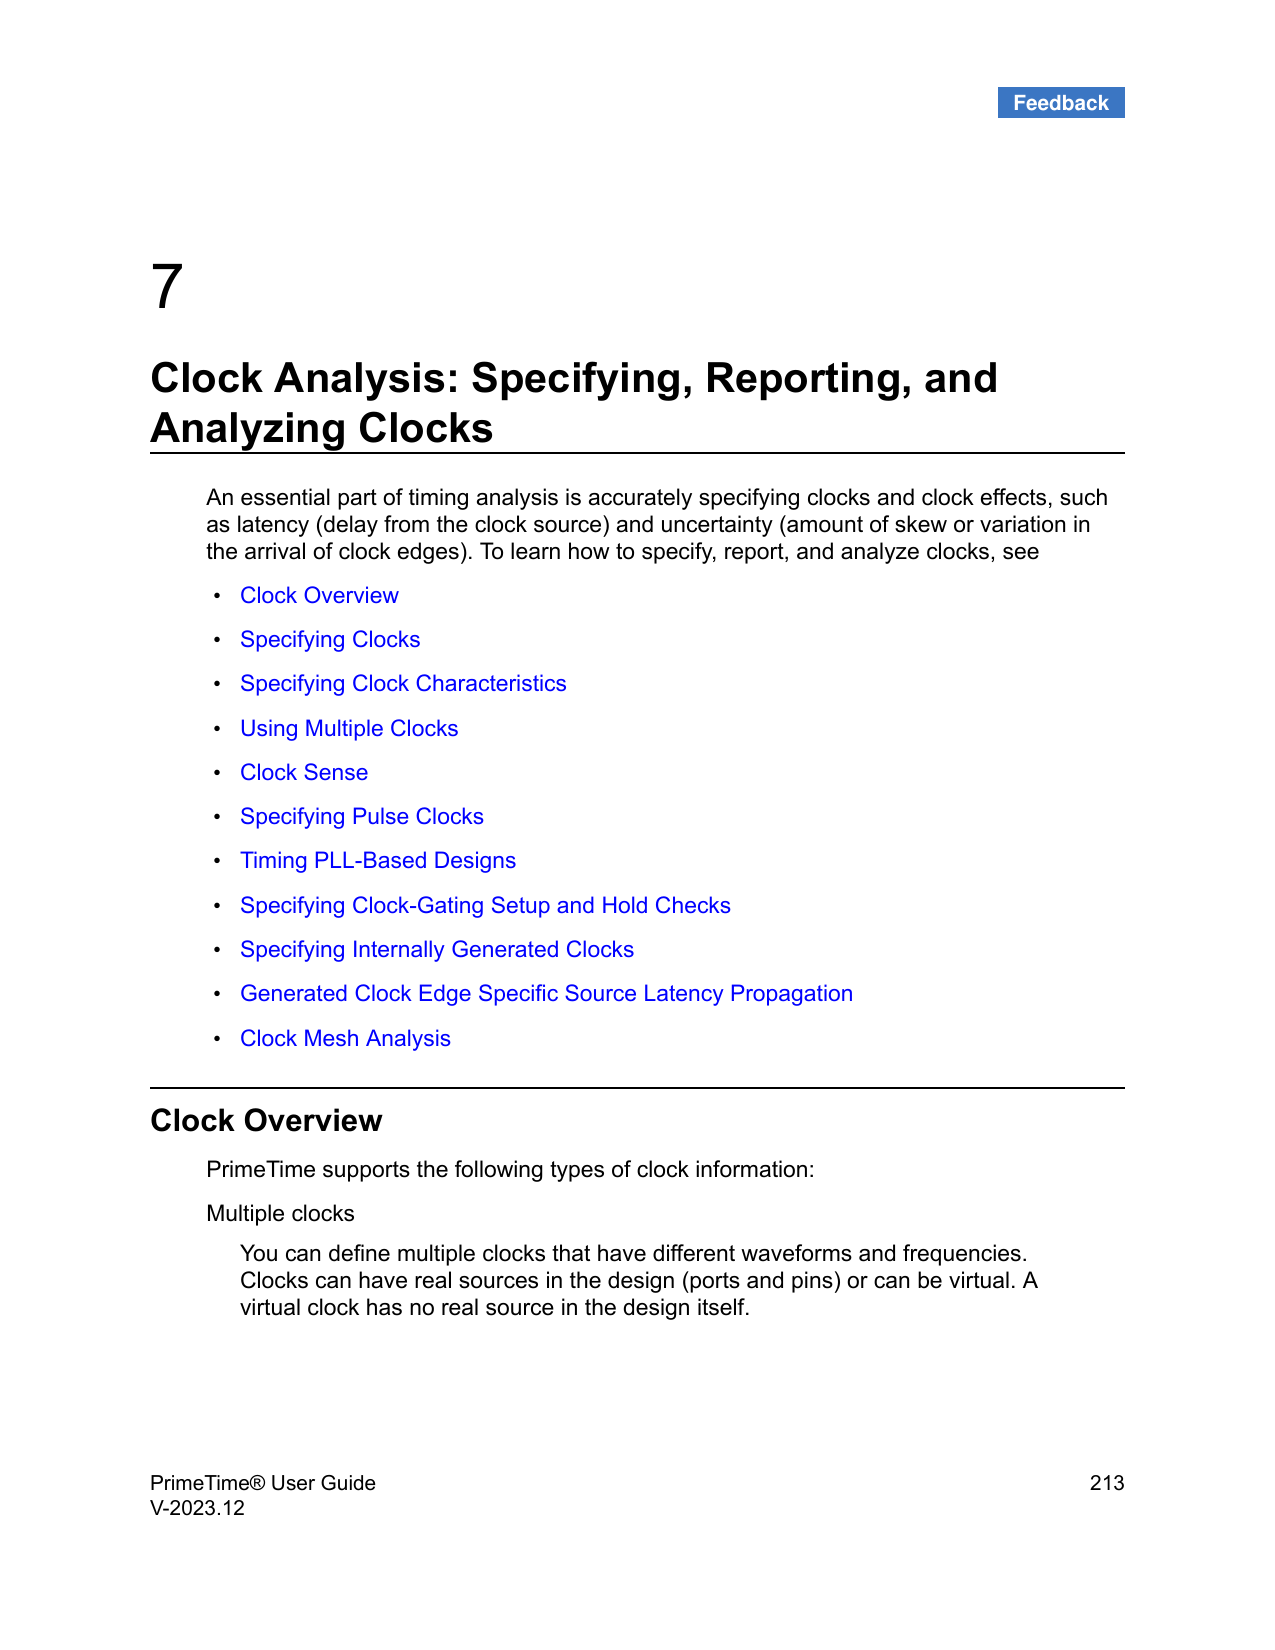 Feedback
7
Clock Analysis: Specifying, Reporting, and
Analyzing Clocks
An essential part of timing analysis is accurately specifying clocks and clock effects, such
as latency (delay from the clock source) and uncertainty (amount of skew or variation in
the arrival of clock edges). To learn how to specify, report, and analyze clocks, see
• Clock Overview
• Specifying Clocks
• Specifying Clock Characteristics
• Using Multiple Clocks
• Clock Sense
• Specifying Pulse Clocks
• Timing PLL-Based Designs
• Specifying Clock-Gating Setup and Hold Checks
• Specifying Internally Generated Clocks
• Generated Clock Edge Specific Source Latency Propagation
• Clock Mesh Analysis
Clock Overview
PrimeTime supports the following types of clock information:
Multiple clocks
You can define multiple clocks that have different waveforms and frequencies.
Clocks can have real sources in the design (ports and pins) or can be virtual. A
virtual clock has no real source in the design itself.
PrimeTime® User Guide 213
V-2023.12